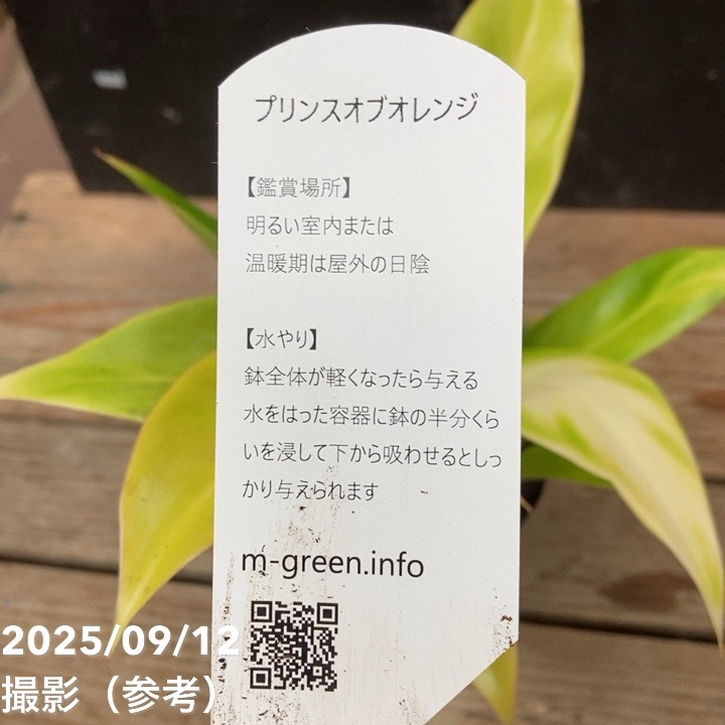 プリンスオブオレンジ
【鑑賞場所】
明るい室内または
温暖期は屋外の日陰
【水やり】
鉢全体が軽くなったら与える
水をはった容器に鉢の半分くら
いを浸して下から吸わせるとしっ
かり与えられます
m-green.info
2025/09/12
撮影（参考）